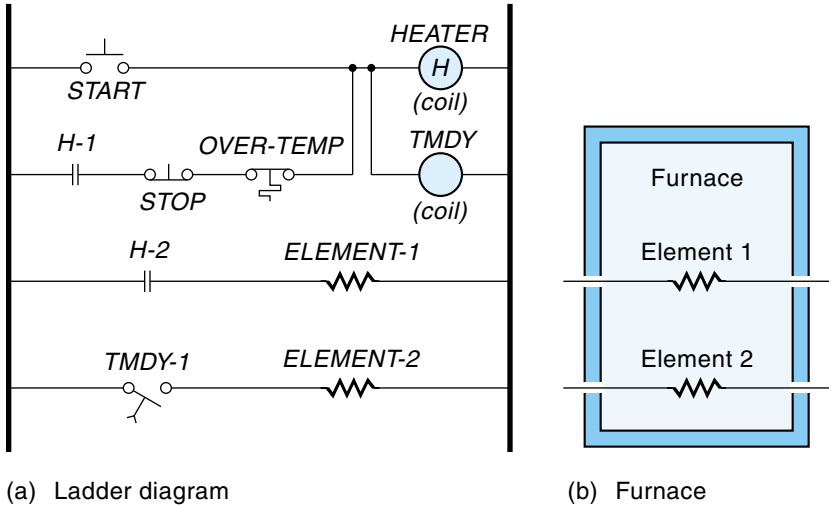 HEATER
H
START
(coil)
H-1
OVER-TEMP
TMDY
STOP
(coil)
H-2
ELEMENT-1
TMDY-1
ELEMENT-2
(a) Ladder diagram
Furnace
Element 1
Element 2
(b) Furnace